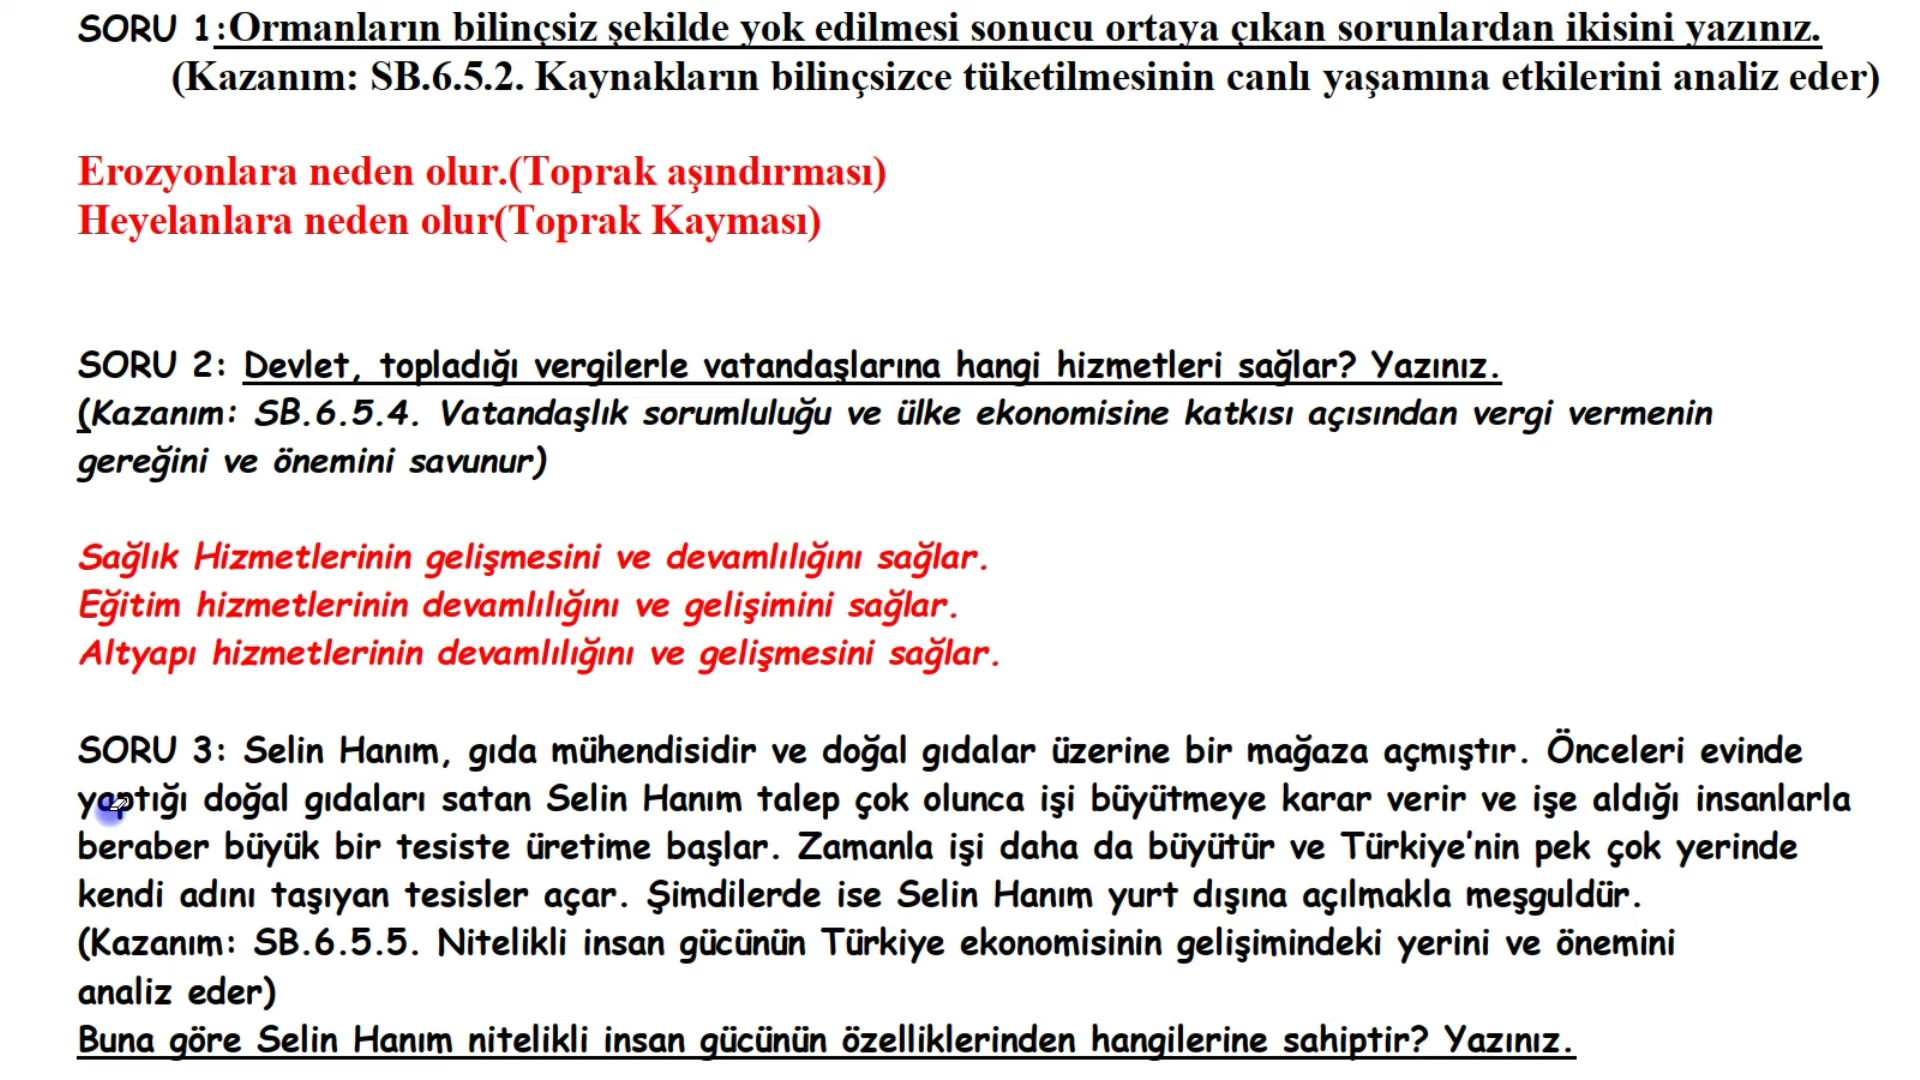 SORU 1:Ormanların bilinçsiz şekilde yok edilmesi sonucu ortaya çıkan sorunlardan ikisini yazınız.
(Kazanım: SB.6.5.2. Kaynakların bilinçsizce tüketilmesinin canlı yaşamına etkilerini analiz eder)
Erozyonlara neden olur.(Toprak aşındırması)
Heyelanlara neden olur(Toprak Kayması)
SORU 2: Devlet, topladığı vergilerle vatandaşlarına hangi hizmetleri sağlar? Yazınız.
(Kazanım: SB.6.5.4. Vatandaşlık sorumluluğu ve ülke ekonomisine katkısı açısından vergi vermenin
gereğini ve önemini savunur)
Sağlık Hizmetlerinin gelişmesini ve devamlılığını sağlar.
Eğitim hizmetlerinin devamlılığını ve gelişimini sağlar.
Altyapı hizmetlerinin devamlılığını ve gelişmesini sağlar.
SORU 3: Selin Hanım, gıda mühendisidir ve doğal gıdalar üzerine bir mağaza açmıştır. Önceleri evinde
yaptığı doğal gıdaları satan Selin Hanım talep çok olunca işi büyütmeye karar verir ve işe aldığı insanlarla
beraber büyük bir tesiste üretime başlar. Zamanla işi daha da büyütür ve Türkiye'nin pek çok yerinde
kendi adını taşıyan tesisler açar. Şimdilerde ise Selin Hanım yurt dışına açılmakla meşguldür.
(Kazanım: SB.6.5.5. Nitelikli insan gücünün Türkiye ekonomisinin gelişimindeki yerini ve önemini
analiz eder)
Buna göre Selin Hanım nitelikli insan gücünün özelliklerinden hangilerine sahiptir? Yazınız.